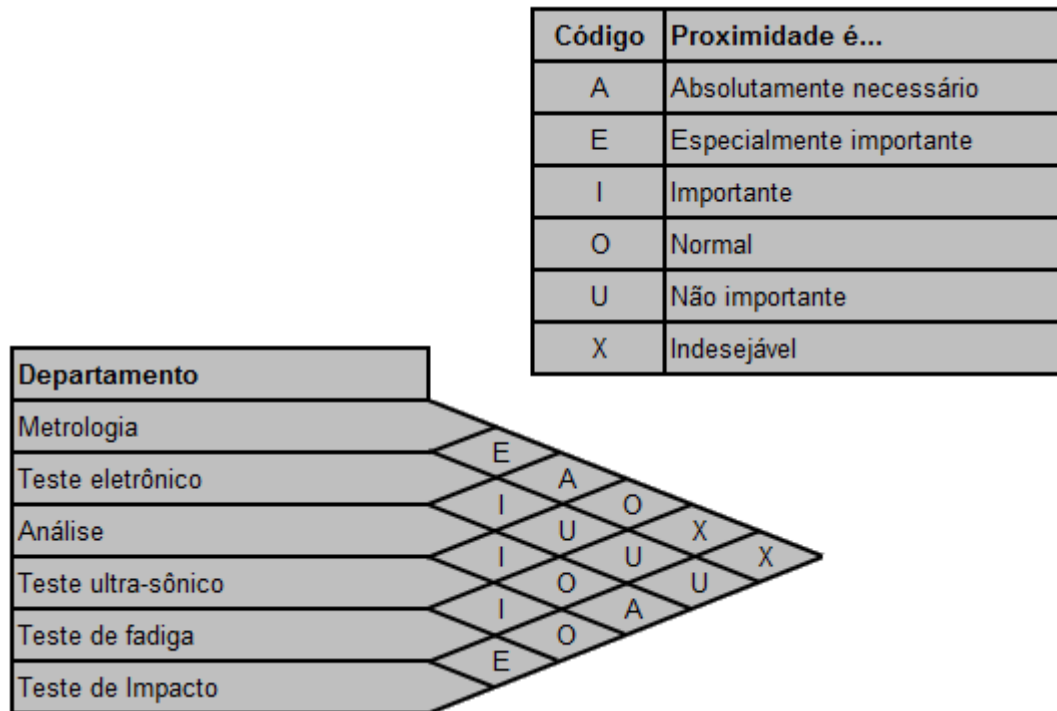 Código Proximidade é...
A Absolutamente necessário
E Especialmente importante
I Importante
O Normal
U Não importante
X Indesejável
Departamento
Metrologia
E
Teste eletrônico
A
I
O
Análise
U
X
I
U
X
Teste ultra-sônico
O
U
I
A
Teste de fadiga
O
E
Teste de Impacto